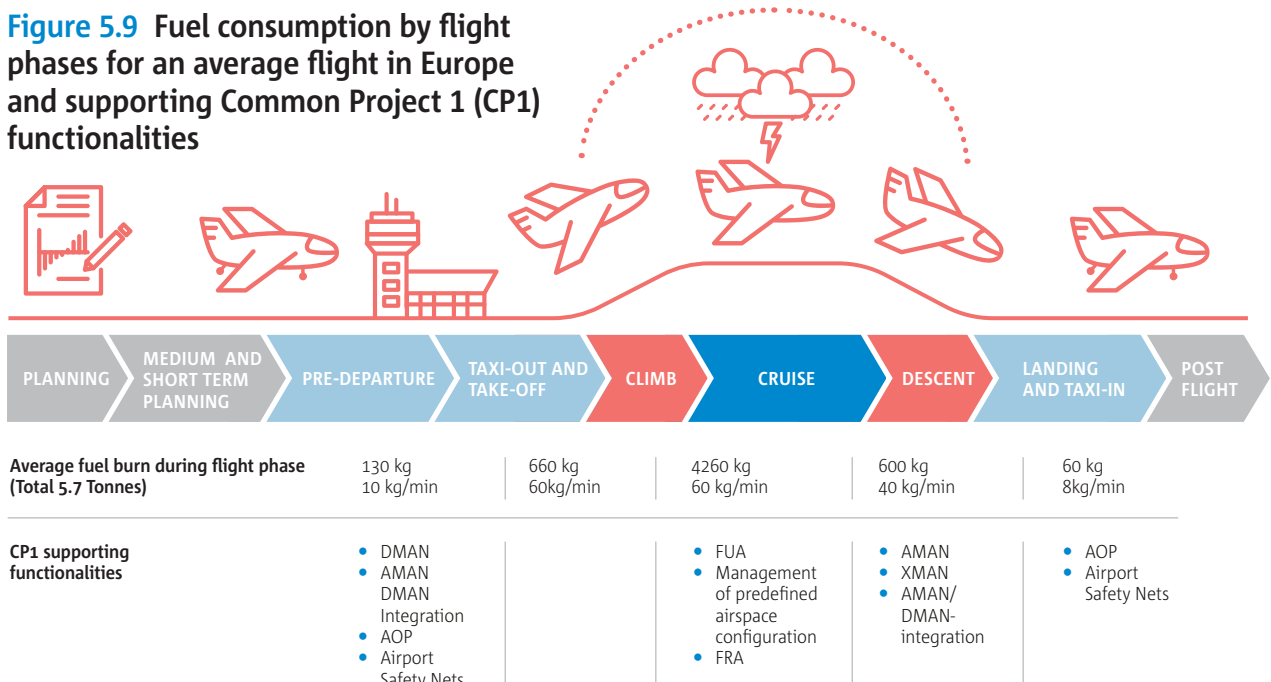 Figure 5.9 Fuel consumption by flight
phases for an average flight in Europe
and supporting Common Project 1 (CP1)
functionalities
PLANNING
MEDIUM AND
SHORT TERM
PLANNING
PRE-DEPARTURE
TAXI-OUT AND
TAKE-OFF
CLIMB
CRUISE
DESCENT
LANDING
AND TAXI-IN
POST
FLIGHT
Average fuel burn during flight phase
(Total 5.7 Tonnes)
130 kg
10 kg/min
660 kg
60kg/min
4260 kg
60 kg/min
600 kg
40 kg/min
60 kg
8kg/min
CP1 supporting
functionalities
• DMAN
• AMAN
DMAN
Integration
• AOP
• Airport
Safety Nets
• FUA
• Management
of predefined
airspace
configuration
• FRA
• AMAN
• XMAN
• AMAN/
DMAN-
integration
• AOP
• Airport
Safety Nets